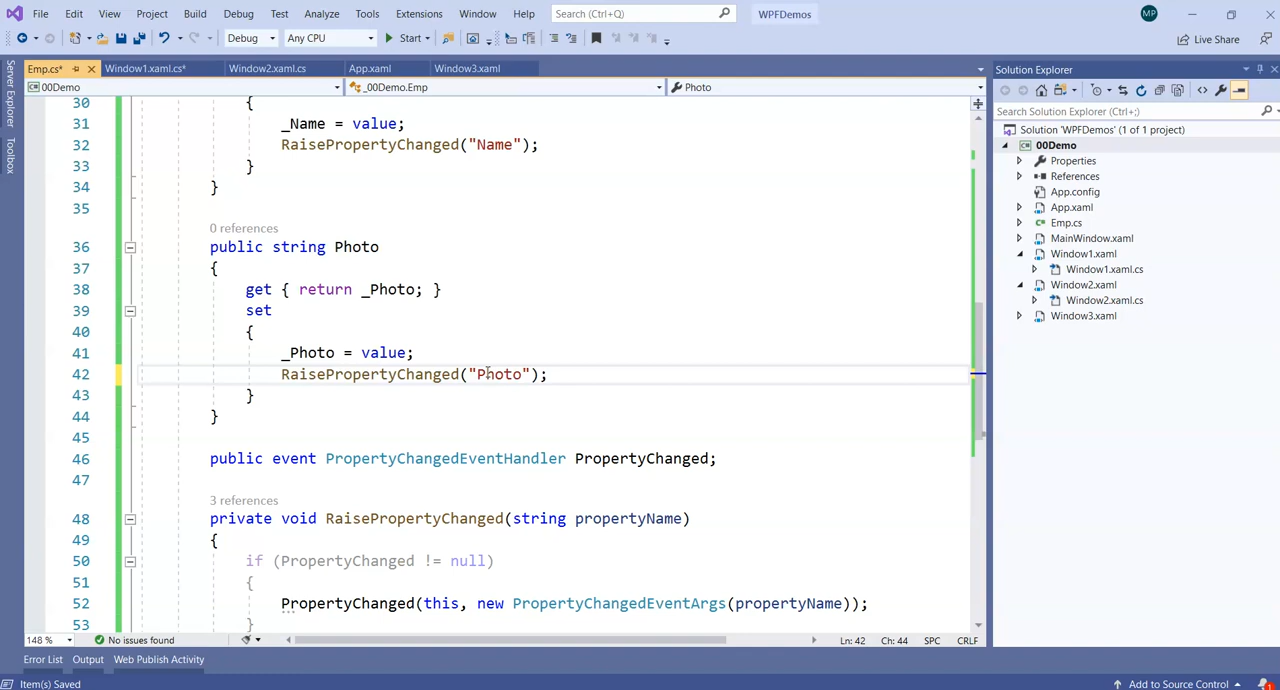 File Edit View Project Build Debug Test Analyze Tools Extensions Window Help Search (Ctrl+Q) WPFDemos MP
Debug Any CPU Start Live Share
Server Explorer
Toolbox
Emp.cs* Window1.xaml.cs* Window2.xaml.cs App.xaml Window3.xaml
00Demo _00Demo.Emp Photo
30 {
31 _Name = value;
32 RaisePropertyChanged("Name");
33 }
34 }
35
0 references
36 public string Photo
37 {
38 get { return _Photo; }
39 set
40 {
41 _Photo = value;
42 RaisePropertyChanged("Photo");
43 }
44 }
45
46 public event PropertyChangedEventHandler PropertyChanged;
47
3 references
48 private void RaisePropertyChanged(string propertyName)
49 {
50 if (PropertyChanged != null)
51 {
52 PropertyChanged(this, new PropertyChangedEventArgs(propertyName));
53 }
148 % No issues found Ln: 42 Ch: 44 SPC CRLF
Error List Output Web Publish Activity
Item(s) Saved Add to Source Control 1
Solution Explorer
Search Solution Explorer (Ctrl+;)
Solution 'WPFDemos' (1 of 1 project)
00Demo
Properties
References
App.config
App.xaml
Emp.cs
MainWindow.xaml
Window1.xaml
Window1.xaml.cs
Window2.xaml
Window2.xaml.cs
Window3.xaml